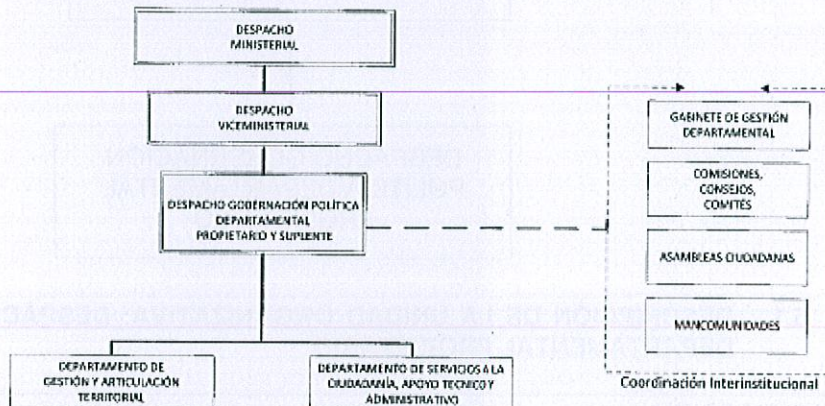 DESPACHO
MINISTERIAL
DESPACHO
VICEMINISTERIAL
DESPACHO GOBERNACIÓN POLÍTICA
DEPARTAMENTAL
PROPIETARIO Y SUPLENTE
DEPARTAMENTO DE
GESTIÓN Y ARTICULACIÓN
TERRITORIAL
DEPARTAMENTO DE SERVICIOS A LA
CIUDADANÍA, APOYO TECNICO Y
ADMINISTRATIVO
GABINETE DE GESTIÓN
DEPARTAMENTAL
COMISIONES,
CONSEJOS,
COMITÉS
ASAMBLEAS CIUDADANAS
MANCOMUNIDADES
Coordinación Interinstitucional